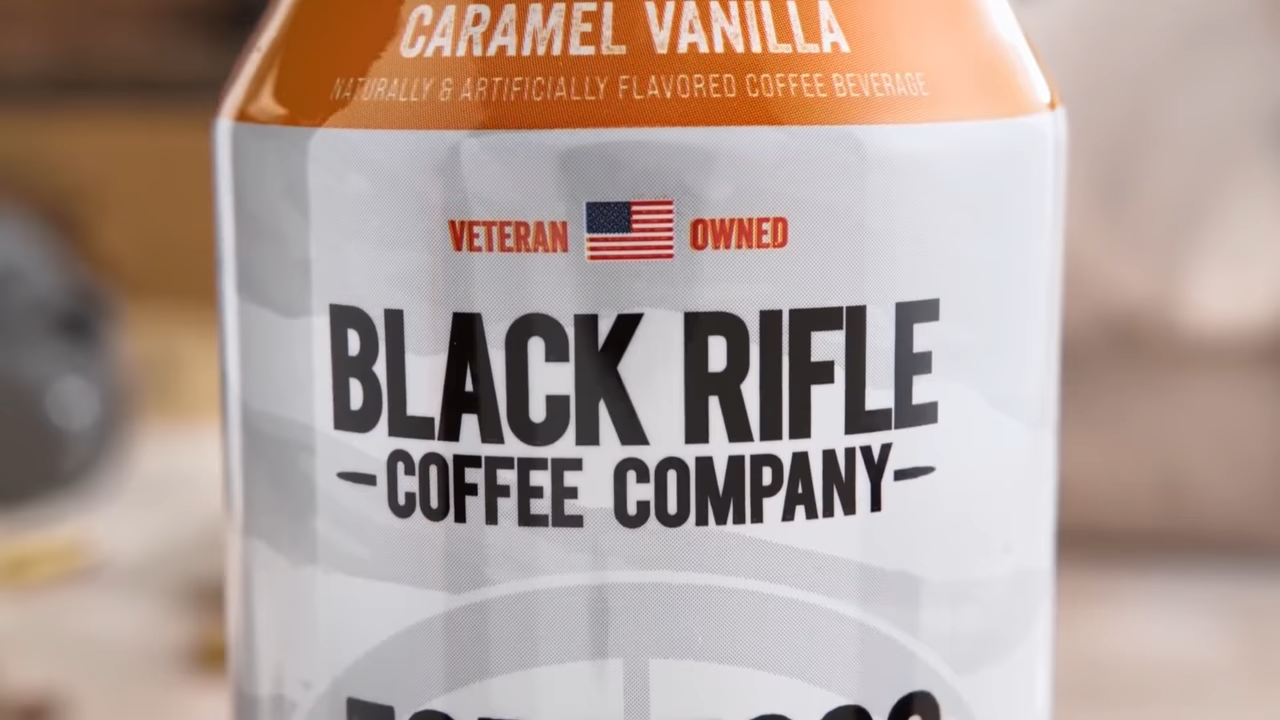 CARAMEL VANILLA
NATURALLY & ARTIFICIALLY FLAVORED COFFEE BEVERAGE
VETERAN OWNED
BLACK RIFLE
COFFEE COMPANY